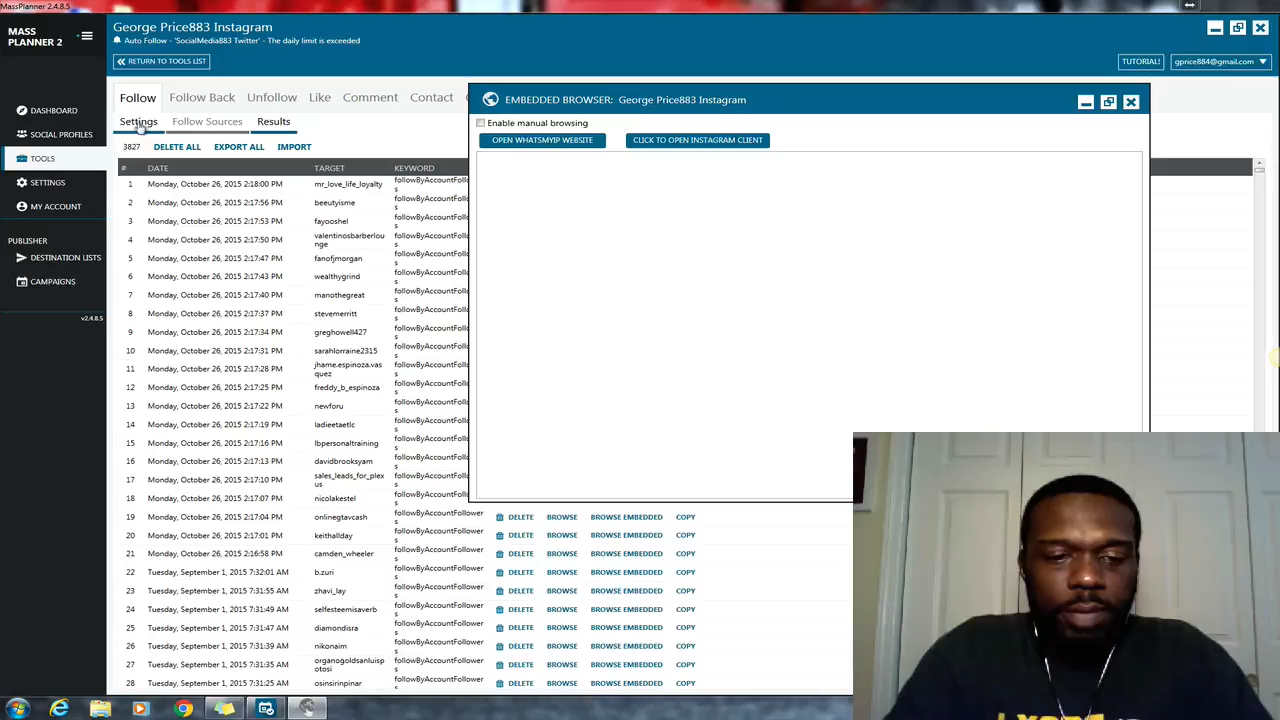 MassPlanner 2.4.8.5
MASS
PLANNER 2
George Price883 Instagram
Auto Follow - 'SocialMedia883 Twitter' - The daily limit is exceeded
RETURN TO TOOLS LIST
TUTORIAL!
gprice884@gmail.com
DASHBOARD
SOCIAL PROFILES
TOOLS
SETTINGS
MY ACCOUNT
PUBLISHER
DESTINATION LISTS
CAMPAIGNS
v2.4.8.5
Follow Follow Back Unfollow Like Comment Contact
Settings Follow Sources Results
3827 DELETE ALL EXPORT ALL IMPORT
EMBEDDED BROWSER: George Price883 Instagram
Enable manual browsing
OPEN WHATSMYIP WEBSITE CLICK TO OPEN INSTAGRAM CLIENT
# DATE TARGET KEYWORD
1 Monday, October 26, 2015 2:18:00 PM mr_love_life_loyalty followByAccountFollowers
2 Monday, October 26, 2015 2:17:56 PM beeutyisme followByAccountFollowers
3 Monday, October 26, 2015 2:17:53 PM fayooshel followByAccountFollowers
4 Monday, October 26, 2015 2:17:50 PM valentinosbarberlounge followByAccountFollowers
5 Monday, October 26, 2015 2:17:47 PM fanofjmorgan followByAccountFollowers
6 Monday, October 26, 2015 2:17:43 PM wealthygrind followByAccountFollowers
7 Monday, October 26, 2015 2:17:40 PM manothegreat followByAccountFollowers
8 Monday, October 26, 2015 2:17:37 PM stevemerritt followByAccountFollowers
9 Monday, October 26, 2015 2:17:34 PM greghowell427 followByAccountFollowers
10 Monday, October 26, 2015 2:17:31 PM sarahlorraine2315 followByAccountFollowers
11 Monday, October 26, 2015 2:17:28 PM jhame.espinoza.vasquez followByAccountFollowers
12 Monday, October 26, 2015 2:17:25 PM freddy_b_espinoza followByAccountFollowers
13 Monday, October 26, 2015 2:17:22 PM newforu followByAccountFollowers
14 Monday, October 26, 2015 2:17:19 PM ladieetaetlc followByAccountFollowers
15 Monday, October 26, 2015 2:17:16 PM lbpersonaltraining followByAccountFollowers
16 Monday, October 26, 2015 2:17:13 PM davidbrooksyam followByAccountFollowers
17 Monday, October 26, 2015 2:17:10 PM sales_leads_for_plexus followByAccountFollowers
18 Monday, October 26, 2015 2:17:07 PM nicolakestel followByAccountFollowers
19 Monday, October 26, 2015 2:17:04 PM onlinegtavcash followByAccountFollowers DELETE BROWSE BROWSE EMBEDDED COPY
20 Monday, October 26, 2015 2:17:01 PM keithallday followByAccountFollowers DELETE BROWSE BROWSE EMBEDDED COPY
21 Monday, October 26, 2015 2:16:58 PM camden_wheeler followByAccountFollowers DELETE BROWSE BROWSE EMBEDDED COPY
22 Tuesday, September 1, 2015 7:32:01 AM b.zuri followByAccountFollowers DELETE BROWSE BROWSE EMBEDDED COPY
23 Tuesday, September 1, 2015 7:31:55 AM zhavi_lay followByAccountFollowers DELETE BROWSE BROWSE EMBEDDED COPY
24 Tuesday, September 1, 2015 7:31:49 AM selfesteemisaverb followByAccountFollowers DELETE BROWSE BROWSE EMBEDDED COPY
25 Tuesday, September 1, 2015 7:31:47 AM diamondisra followByAccountFollowers DELETE BROWSE BROWSE EMBEDDED COPY
26 Tuesday, September 1, 2015 7:31:39 AM nikonaim followByAccountFollowers DELETE BROWSE BROWSE EMBEDDED COPY
27 Tuesday, September 1, 2015 7:31:35 AM organogoldsanluispotosi followByAccountFollowers DELETE BROWSE BROWSE EMBEDDED COPY
28 Tuesday, September 1, 2015 7:31:25 AM osinsirinpinar followByAccountFollowers DELETE BROWSE BROWSE EMBEDDED COPY